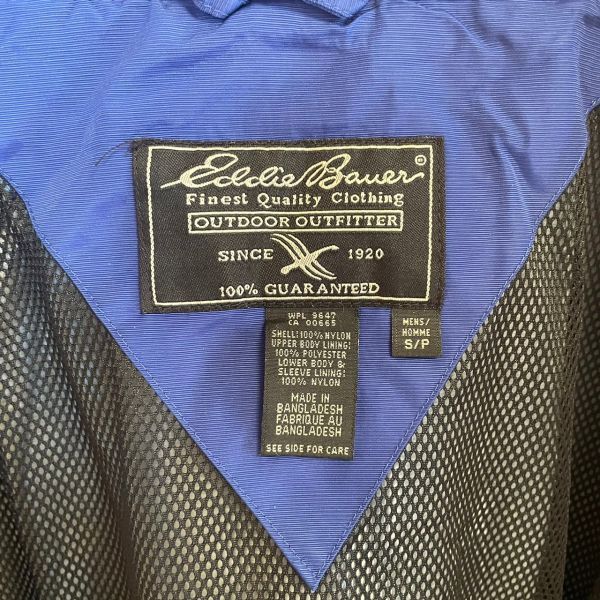 Eddie Bauer®
Finest Quality Clothing
OUTDOOR OUTFITTER
SINCE 1920
100% GUARANTEED
WPL 9647
CA 00665
SHELL:100% NYLON
UPPER BODY LINING:
100% POLYESTER
LOWER BODY &
SLEEVE LINING:
100% NYLON
MADE IN
BANGLADESH
FABRIQUE AU
BANGLADESH
SEE SIDE FOR CARE
MENS/
HOMME
S/P